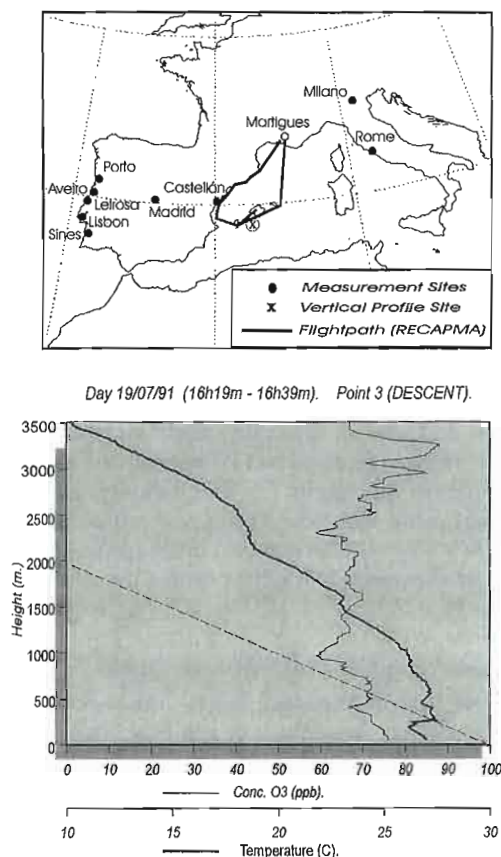 Milano
Martigues
Rome
Porto
Aveiro
Castellán
Leirosa
Madrid
Lisbon
Sines
Measurement Sites
x Vertical Profile Site
Flightpath (RECAPMA)
Day 19/07/91 (16h19m - 16h39m). Point 3 (DESCENT).
3500
3000
2500
2000
1500
1000
500
0
Height (m.)
0 10 20 30 40 50 60 70 80 90 100
Conc. O3 (ppb).
10 15 20 25 30
Temperature (C).